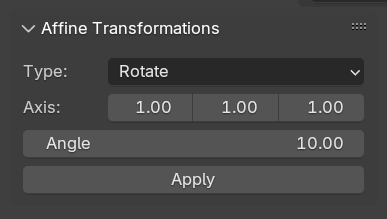 Affine Transformations
Type: Rotate
Axis: 1.00 1.00 1.00
Angle 10.00
Apply